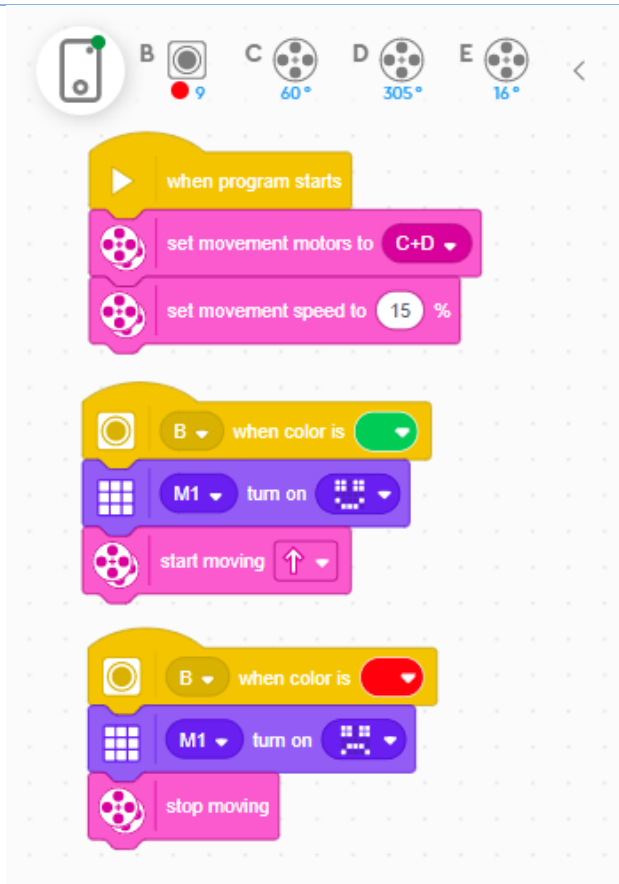 B C D E
9 60° 305° 16°
when program starts
set movement motors to C+D
set movement speed to 15 %
B when color is
M1 turn on
start moving
B when color is
M1 turn on
stop moving